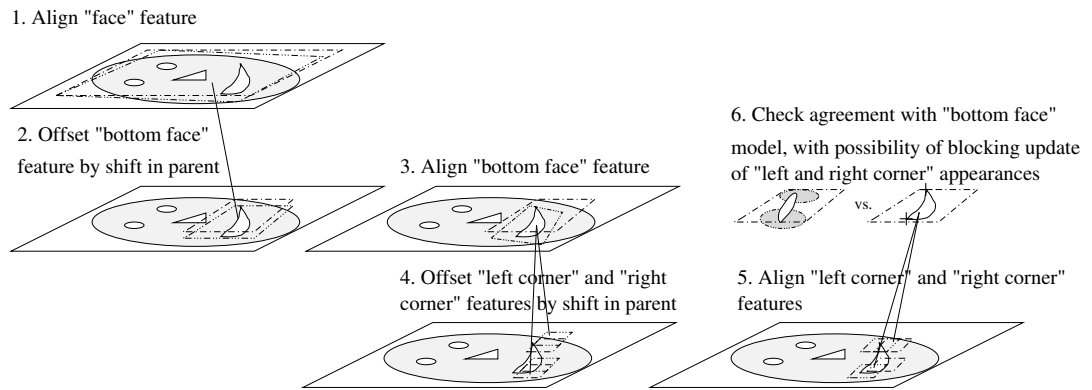 1. Align "face" feature
2. Offset "bottom face"
feature by shift in parent
3. Align "bottom face" feature
4. Offset "left corner" and "right
corner" features by shift in parent
6. Check agreement with "bottom face"
model, with possibility of blocking update
of "left and right corner" appearances
vs.
5. Align "left corner" and "right corner"
features